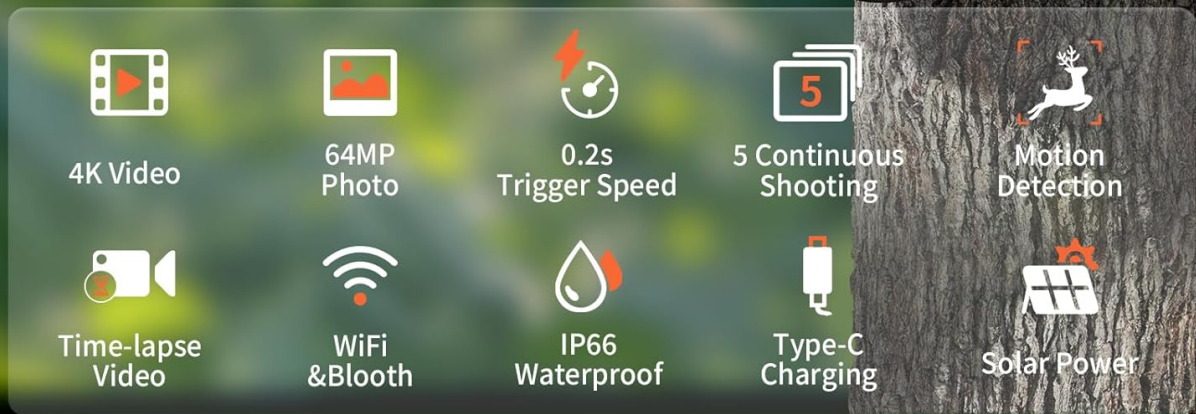 4K Video
64MP
Photo
0.2s
Trigger Speed
5
5 Continuous
Shooting
Motion
Detection
Time-lapse
Video
WiFi
&Blooth
IP66
Waterproof
Type-C
Charging
Solar Power